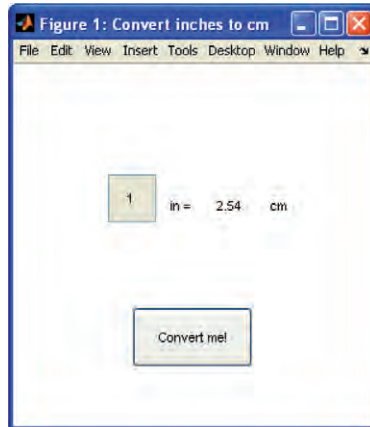 Figure 1: Convert inches to cm
File Edit View Insert Tools Desktop Window Help
1 in = 2.54 cm
Convert me!